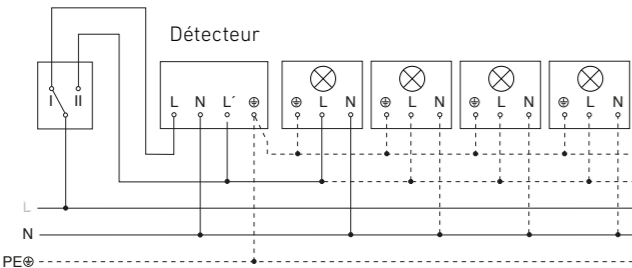 Détecteur
I II
L N L´ ⏚
⏚ L N
⏚ L N
⏚ L N
⏚ L N
L
N
PE⏚